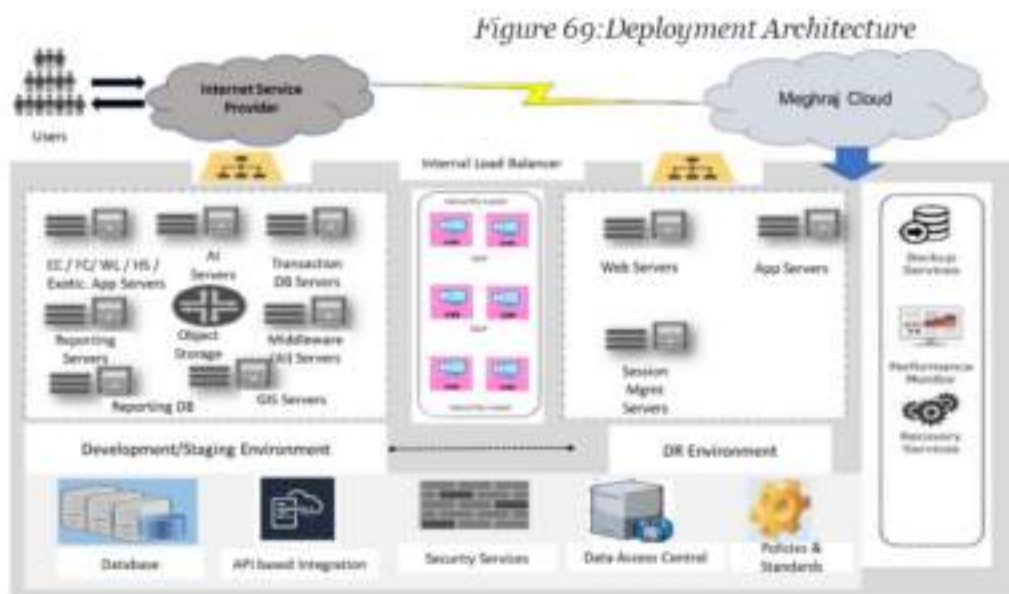 Figure 69:Deployment Architecture
Users
Internet Service
Provider
Meghraj Cloud
Internal Load Balancer
EC / FC/ WL / HS /
Exotic. App Servers
AI
Servers
Transaction
DB Servers
Reporting
Servers
Object
Storage
Middleware
(AI) Servers
Reporting DB
GIS Servers
Web Servers
App Servers
Session
Mgmt
Servers
Backup
Services
Performance
Monitor
Recovery
Services
Development/Staging Environment
DR Environment
Database
API based Integration
Security Services
Data Access Control
Policies &
Standards